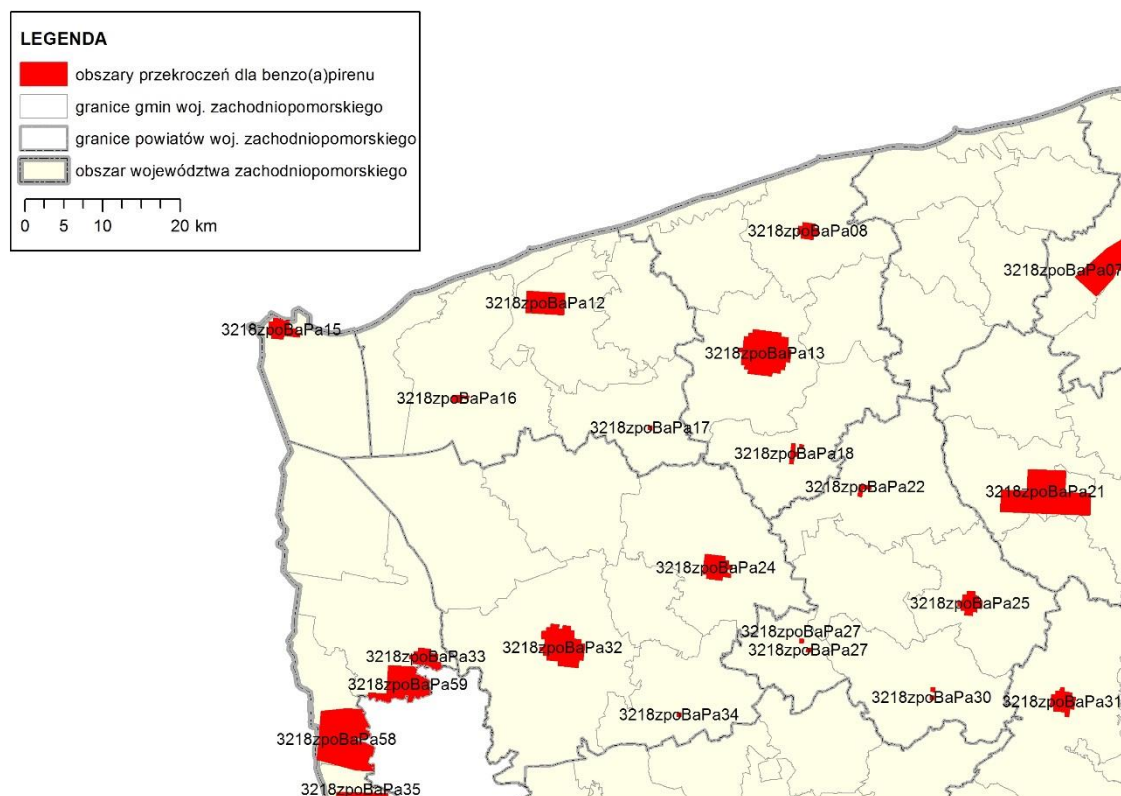 LEGENDA
obszary przekroczeń dla benzo(a)pirenu
granice gmin woj. zachodniopomorskiego
granice powiatów woj. zachodniopomorskiego
obszar województwa zachodniopomorskiego
0 5 10 20 km
3218zpoBaPa08
3218zpoBaPa07
3218zpoBaPa12
3218zpoBaPa15
3218zpoBaPa13
3218zpoBaPa16
3218zpoBaPa17
3218zpoBaPa18
3218zpoBaPa22
3218zpoBaPa21
3218zpoBaPa24
3218zpoBaPa25
3218zpoBaPa27
3218zpoBaPa32
3218zpoBaPa27
3218zpoBaPa33
3218zpoBaPa59
3218zpoBaPa30
3218zpoBaPa31
3218zpoBaPa34
3218zpoBaPa58
3218zpoBaPa35